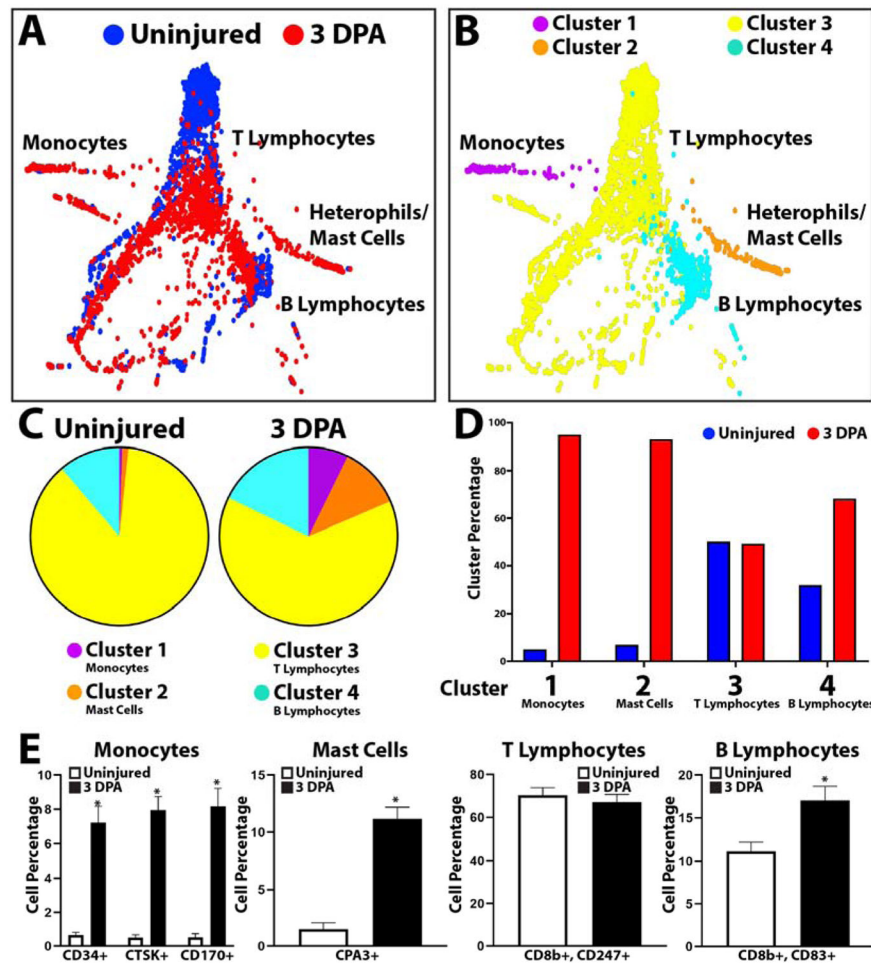 A
Uninjured
3 DPA
Monocytes
T Lymphocytes
Heterophils/
Mast Cells
B Lymphocytes
B
Cluster 1
Cluster 3
Cluster 2
Cluster 4
Monocytes
T Lymphocytes
Heterophils/
Mast Cells
B Lymphocytes
C
Uninjured
3 DPA
Cluster 1
Monocytes
Cluster 3
T Lymphocytes
Cluster 2
Mast Cells
Cluster 4
B Lymphocytes
D
Uninjured
3 DPA
Cluster Percentage
100
80
60
40
20
0
Cluster
1 2 3 4
Monocytes Mast Cells T Lymphocytes B Lymphocytes
E
Monocytes
Uninjured
3 DPA
Cell Percentage
10
8
6
4
2
0
* * *
CD34+ CTSK+ CD170+
Mast Cells
Uninjured
3 DPA
Cell Percentage
15
10
5
0
*
CPA3+
T Lymphocytes
Uninjured
3 DPA
Cell Percentage
80
60
40
20
0
CD8b+, CD247+
B Lymphocytes
Uninjured
3 DPA
Cell Percentage
20
15
10
5
0
*
CD8b+, CD83+